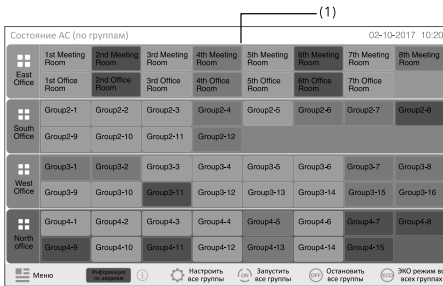 (1)
Состояние AC (по группам) 02-10-2017 10:20
East Office
1st Meeting Room 2nd Meeting Room 3rd Meeting Room 4th Meeting Room 5th Meeting Room 6th Meeting Room 7th Meeting Room 8th Meeting Room
1st Office Room 2nd Office Room 3rd Office Room 4th Office Room 5th Office Room 6th Office Room 7th Office Room
South Office
Group2-1 Group2-2 Group2-3 Group2-4 Group2-5 Group2-6 Group2-7 Group2-8
Group2-9 Group2-10 Group2-11 Group2-12
West Office
Group3-1 Group3-2 Group3-3 Group3-4 Group3-5 Group3-6 Group3-7 Group3-8
Group3-9 Group3-10 Group3-11 Group3-12 Group3-13 Group3-14 Group3-15 Group3-16
North office
Group4-1 Group4-2 Group4-3 Group4-4 Group4-5 Group4-6 Group4-7 Group4-8
Group4-9 Group4-10 Group4-11 Group4-12 Group4-13 Group4-14 Group4-15
Меню Информация по авариям i Настроить все группы ON Запустить все группы OFF Остановить все группы ECO ЭКО режим во всех группах